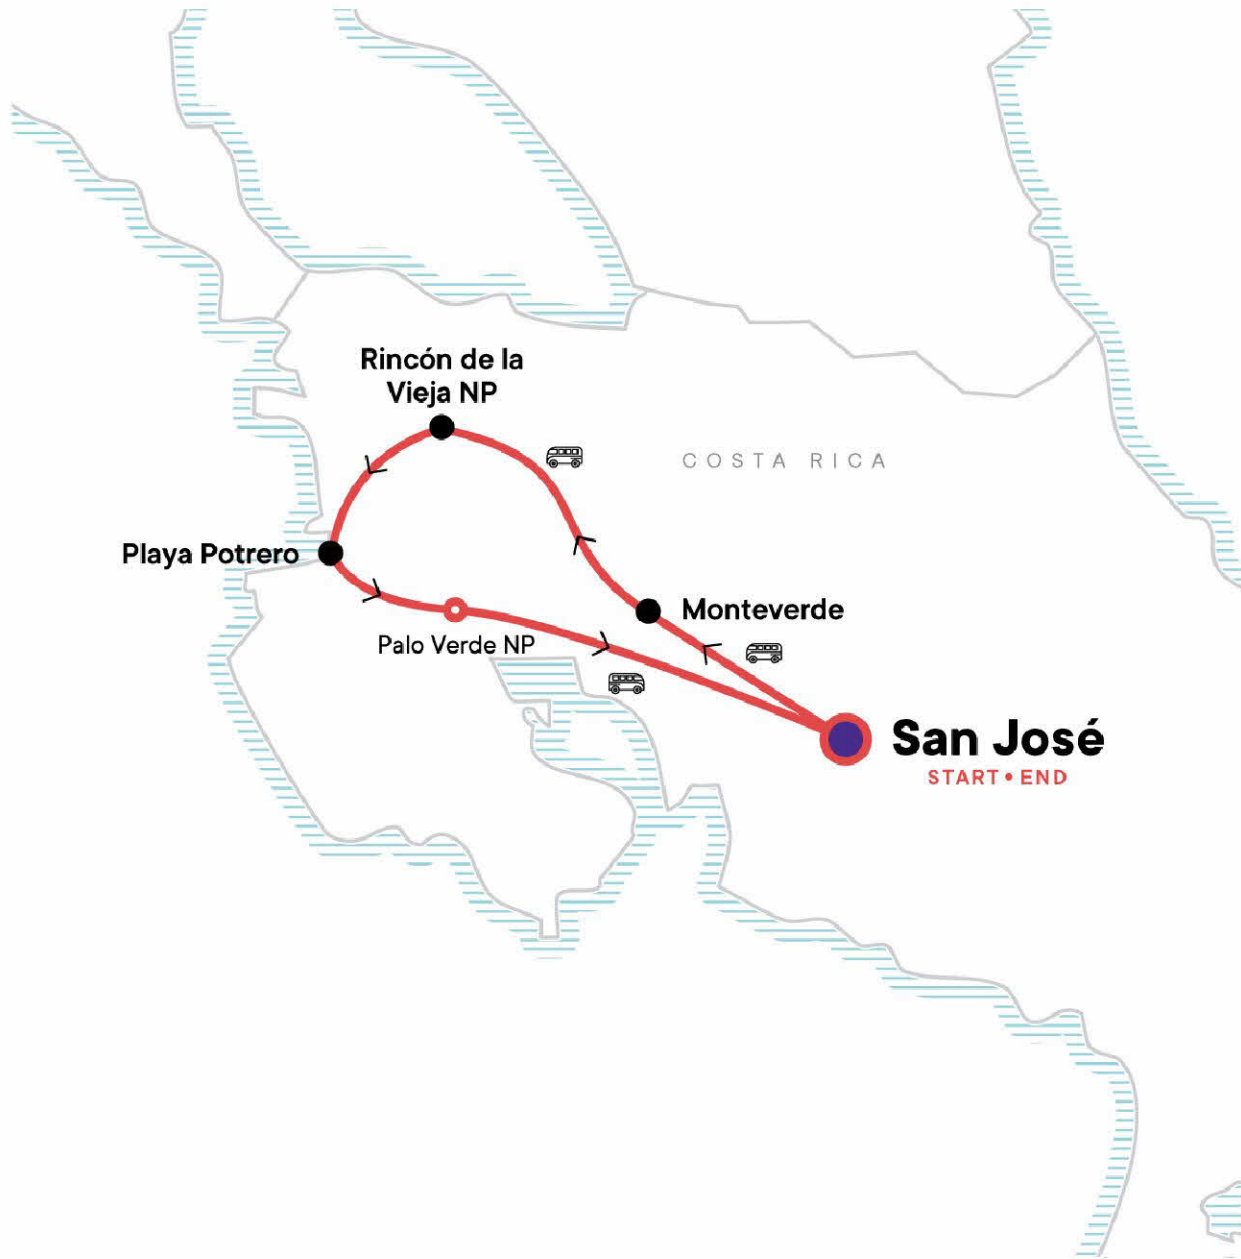 Rincón de la
Vieja NP
COSTA RICA
Playa Potrero
Monteverde
Palo Verde NP
San José
START • END